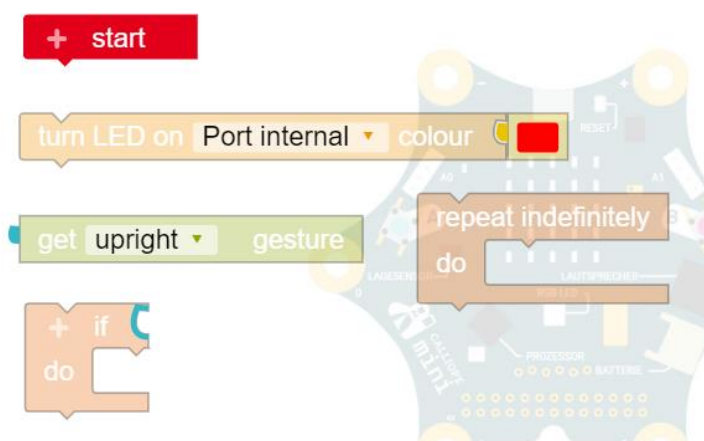 + start
turn LED on Port internal colour
RESET
A0
A1
repeat indefinitely
A
B
get upright gesture
do
LAGESENSOR
LAUTSPRECHER
RGB LED
+ if
do
CALLIOPE
mini
PROZESSOR
BATTERIE